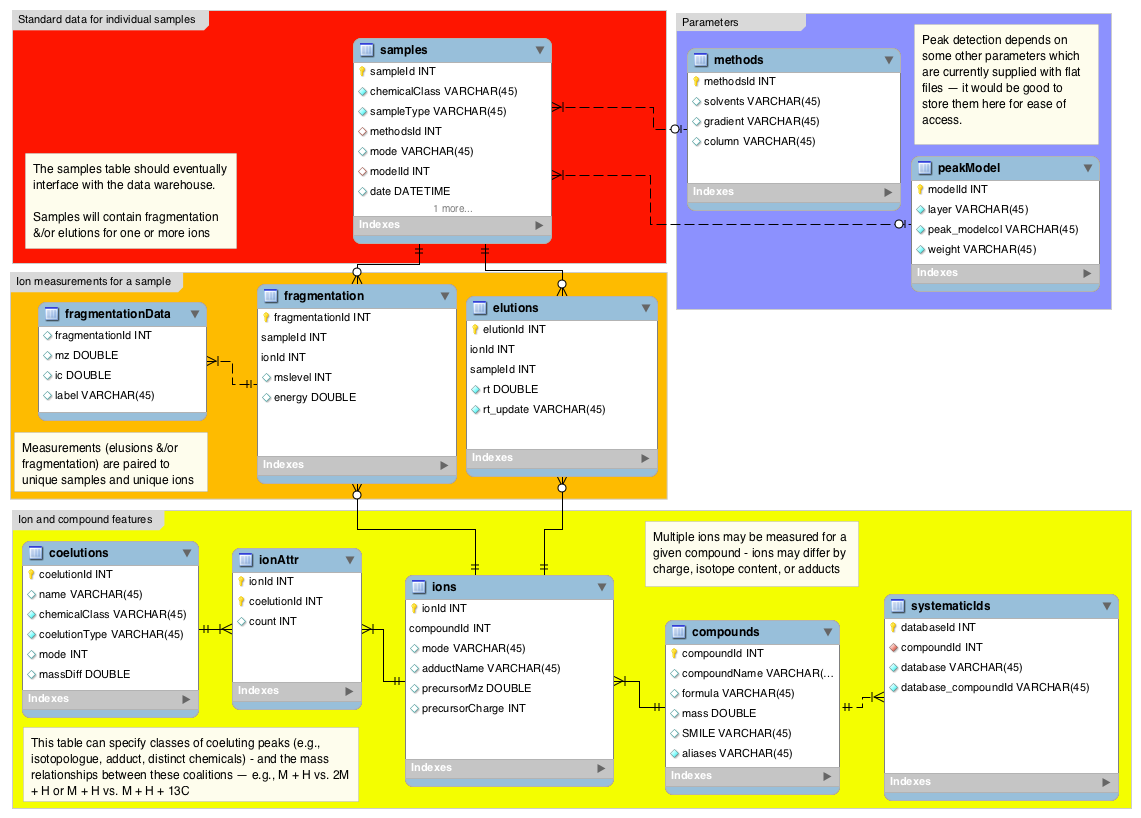 Standard data for individual samples
samples
sampleId INT
chemicalClass VARCHAR(45)
sampleType VARCHAR(45)
methodsId INT
mode VARCHAR(45)
modelId INT
date DATETIME
1 more...
Indexes
The samples table should eventually
interface with the data warehouse.
Samples will contain fragmentation
&/or elutions for one or more ions
Parameters
methods
methodsId INT
solvents VARCHAR(45)
gradient VARCHAR(45)
column VARCHAR(45)
Indexes
Peak detection depends on
some other parameters which
are currently supplied with flat
files — it would be good to
store them here for ease of
access.
peakModel
modelId INT
layer VARCHAR(45)
peak_modelcol VARCHAR(45)
weight VARCHAR(45)
Indexes
Ion measurements for a sample
fragmentationData
fragmentationId INT
mz DOUBLE
ic DOUBLE
label VARCHAR(45)
fragmentation
fragmentationId INT
sampleId INT
ionId INT
mslevel INT
energy DOUBLE
Indexes
elutions
elutionId INT
ionId INT
sampleId INT
rt DOUBLE
rt_update VARCHAR(45)
Indexes
Measurements (elusions &/or
fragmentation) are paired to
unique samples and unique ions
Ion and compound features
coelutions
coelutionId INT
name VARCHAR(45)
chemicalClass VARCHAR(45)
coelutionType VARCHAR(45)
mode INT
massDiff DOUBLE
Indexes
ionAttr
ionId INT
coelutionId INT
count INT
Indexes
ions
ionId INT
compoundId INT
mode VARCHAR(45)
adductName VARCHAR(45)
precursorMz DOUBLE
precursorCharge INT
Indexes
Multiple ions may be measured for a
given compound - ions may differ by
charge, isotope content, or adducts
compounds
compoundId INT
compoundName VARCHAR(...
formula VARCHAR(45)
mass DOUBLE
SMILE VARCHAR(45)
aliases VARCHAR(45)
Indexes
systematicIds
databaseId INT
compoundId INT
database VARCHAR(45)
database_compoundId VARCHAR(45)
Indexes
This table can specify classes of coeluting peaks (e.g.,
isotopologue, adduct, distinct chemicals) - and the mass
relationships between these coalitions — e.g., M + H vs. 2M
+ H or M + H vs. M + H + 13C